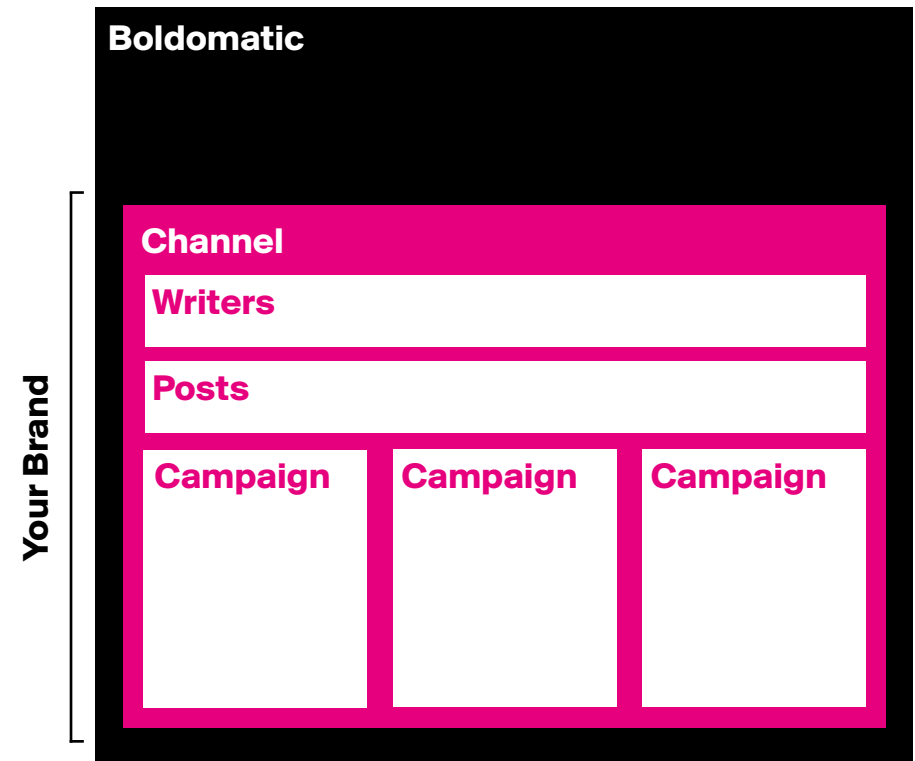 Boldomatic
Your Brand
Channel
Writers
Posts
Campaign
Campaign
Campaign